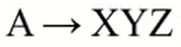 A → XYZ